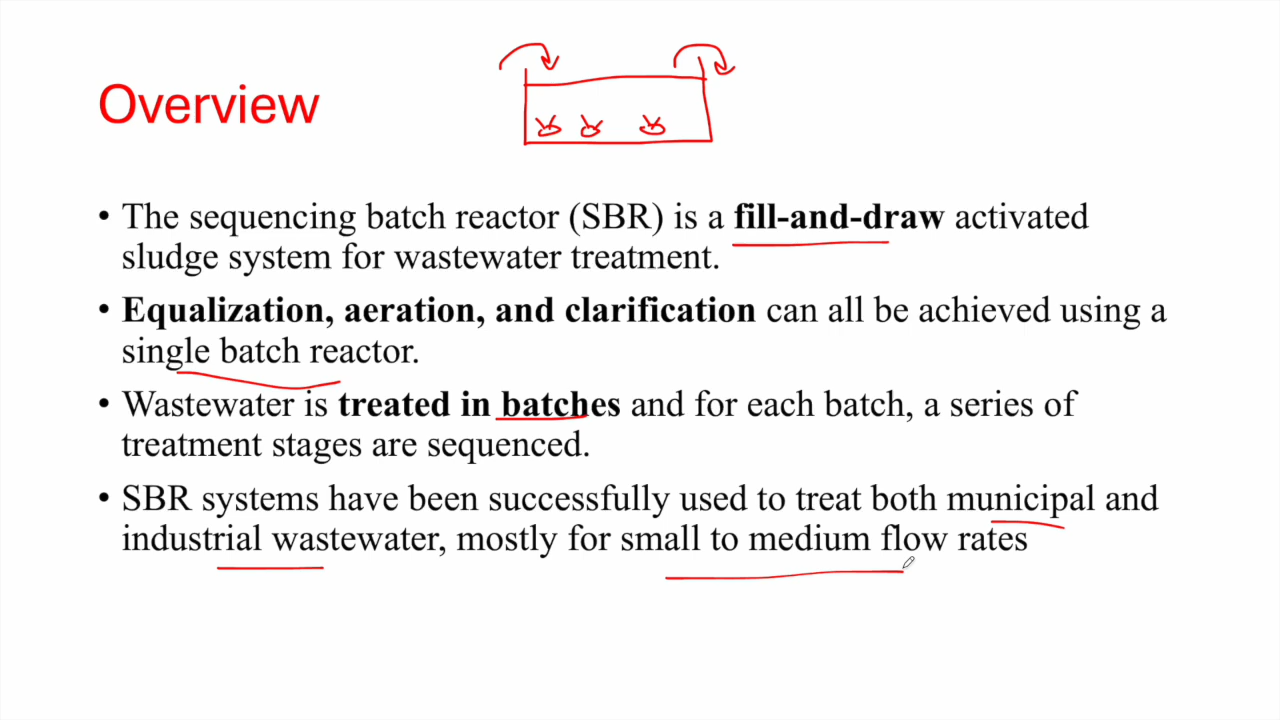 Overview
• The sequencing batch reactor (SBR) is a fill-and-draw activated
sludge system for wastewater treatment.
• Equalization, aeration, and clarification can all be achieved using a
single batch reactor.
• Wastewater is treated in batches and for each batch, a series of
treatment stages are sequenced.
• SBR systems have been successfully used to treat both municipal and
industrial wastewater, mostly for small to medium flow rates